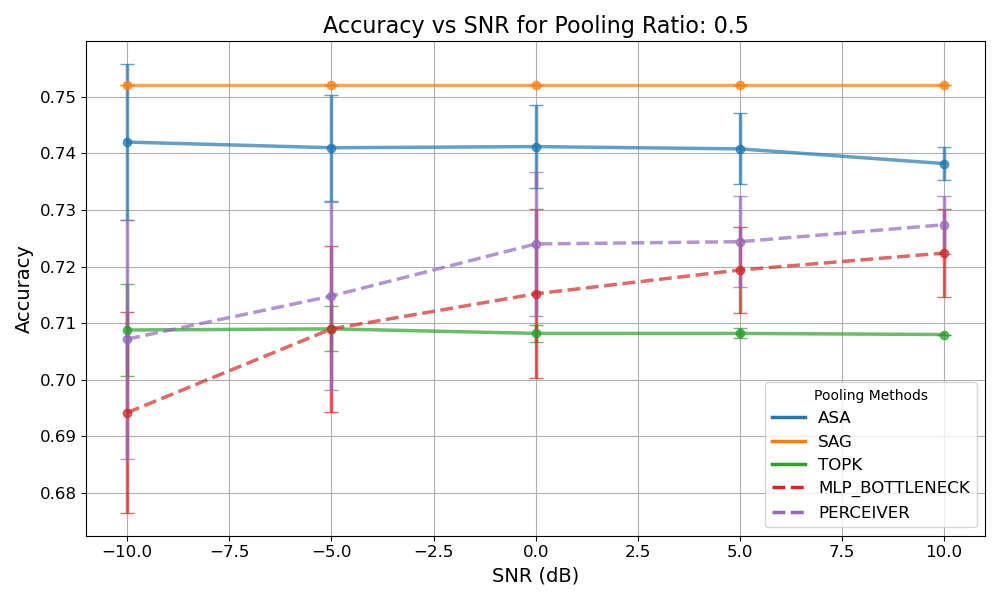 Accuracy vs SNR for Pooling Ratio: 0.5
Accuracy
0.75
0.74
0.73
0.72
0.71
0.70
0.69
0.68
−10.0 −7.5 −5.0 −2.5 0.0 2.5 5.0 7.5 10.0
SNR (dB)
Pooling Methods
ASA
SAG
TOPK
MLP_BOTTLENECK
PERCEIVER